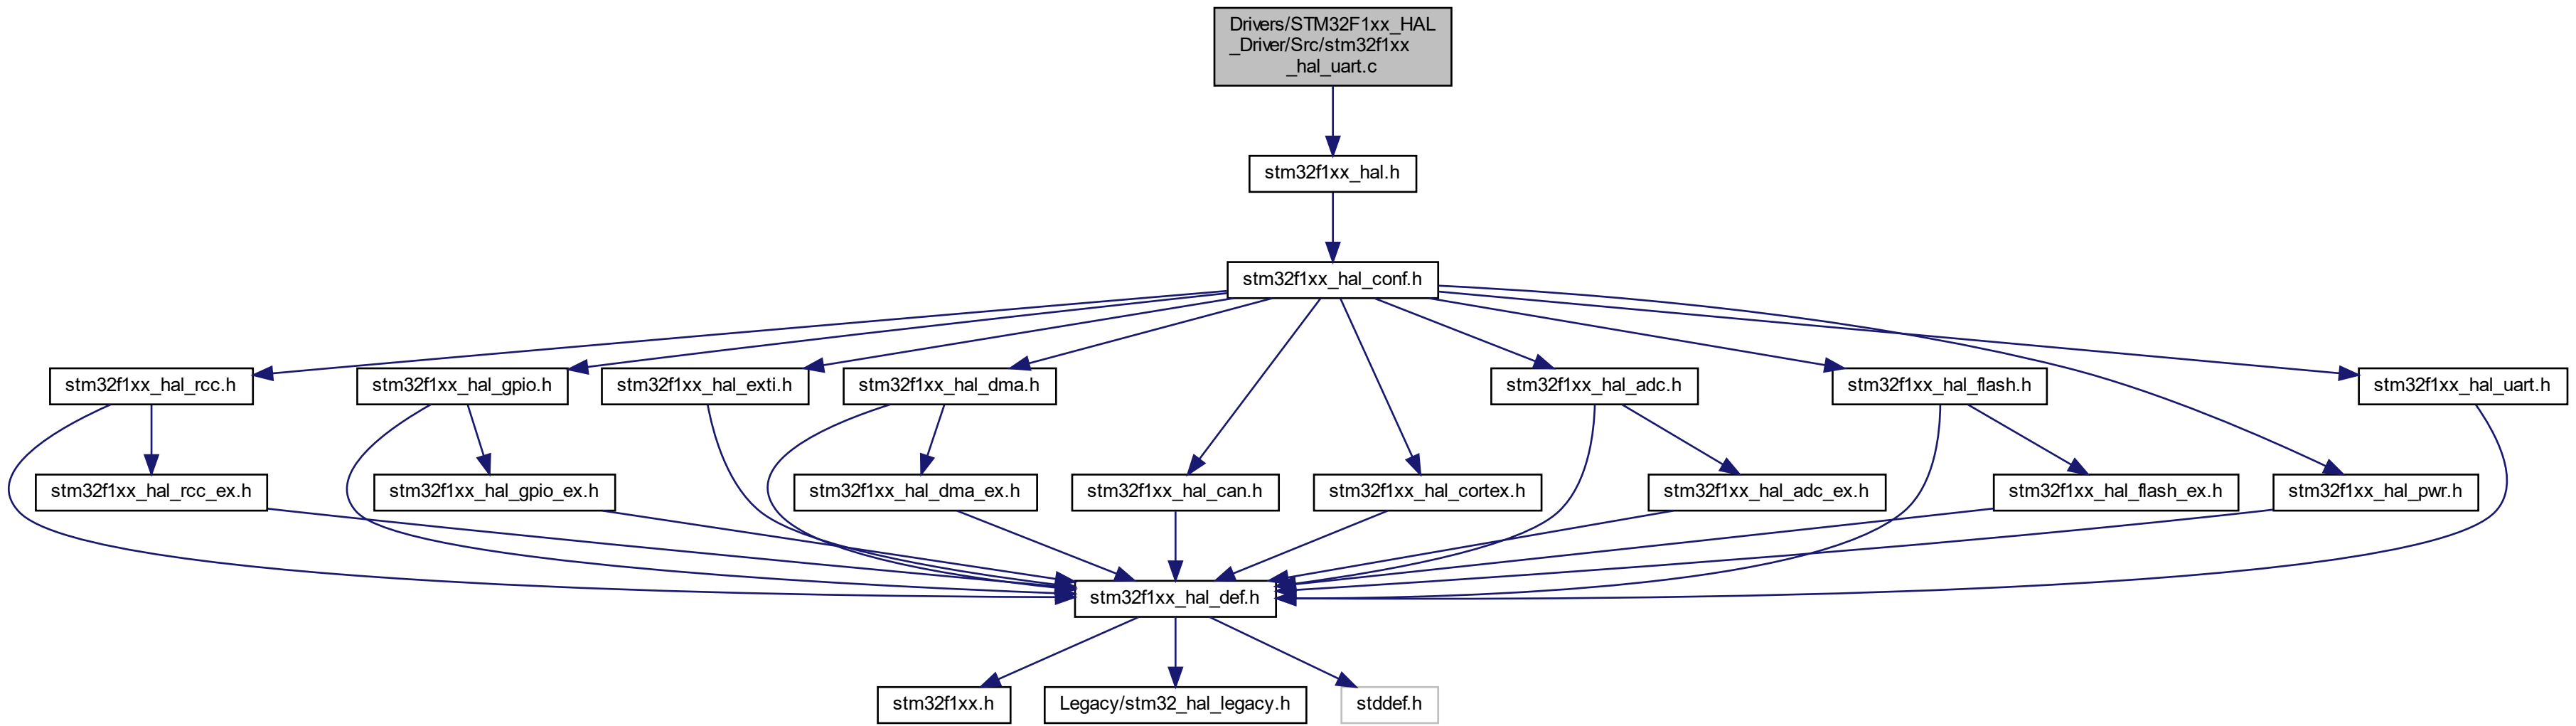 Drivers/STM32F1xx_HAL
_Driver/Src/stm32f1xx
_hal_uart.c
stm32f1xx_hal.h
stm32f1xx_hal_conf.h
stm32f1xx_hal_rcc.h
stm32f1xx_hal_gpio.h
stm32f1xx_hal_exti.h
stm32f1xx_hal_dma.h
stm32f1xx_hal_adc.h
stm32f1xx_hal_flash.h
stm32f1xx_hal_uart.h
stm32f1xx_hal_rcc_ex.h
stm32f1xx_hal_gpio_ex.h
stm32f1xx_hal_dma_ex.h
stm32f1xx_hal_can.h
stm32f1xx_hal_cortex.h
stm32f1xx_hal_adc_ex.h
stm32f1xx_hal_flash_ex.h
stm32f1xx_hal_pwr.h
stm32f1xx_hal_def.h
stm32f1xx.h
Legacy/stm32_hal_legacy.h
stddef.h